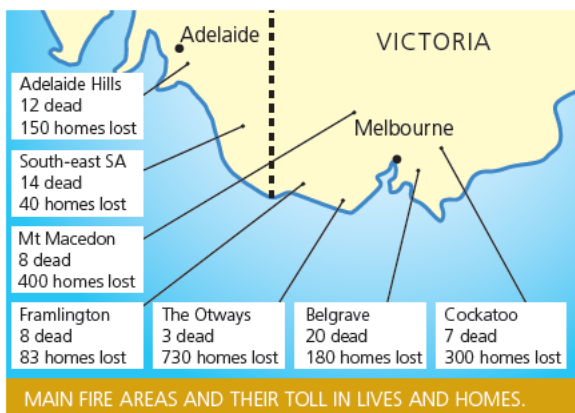 Adelaide
VICTORIA
Adelaide Hills
12 dead
150 homes lost
Melbourne
South-east SA
14 dead
40 homes lost
Mt Macedon
8 dead
400 homes lost
Framlington
8 dead
83 homes lost
The Otways
3 dead
730 homes lost
Belgrave
20 dead
180 homes lost
Cockatoo
7 dead
300 homes lost
MAIN FIRE AREAS AND THEIR TOLL IN LIVES AND HOMES.